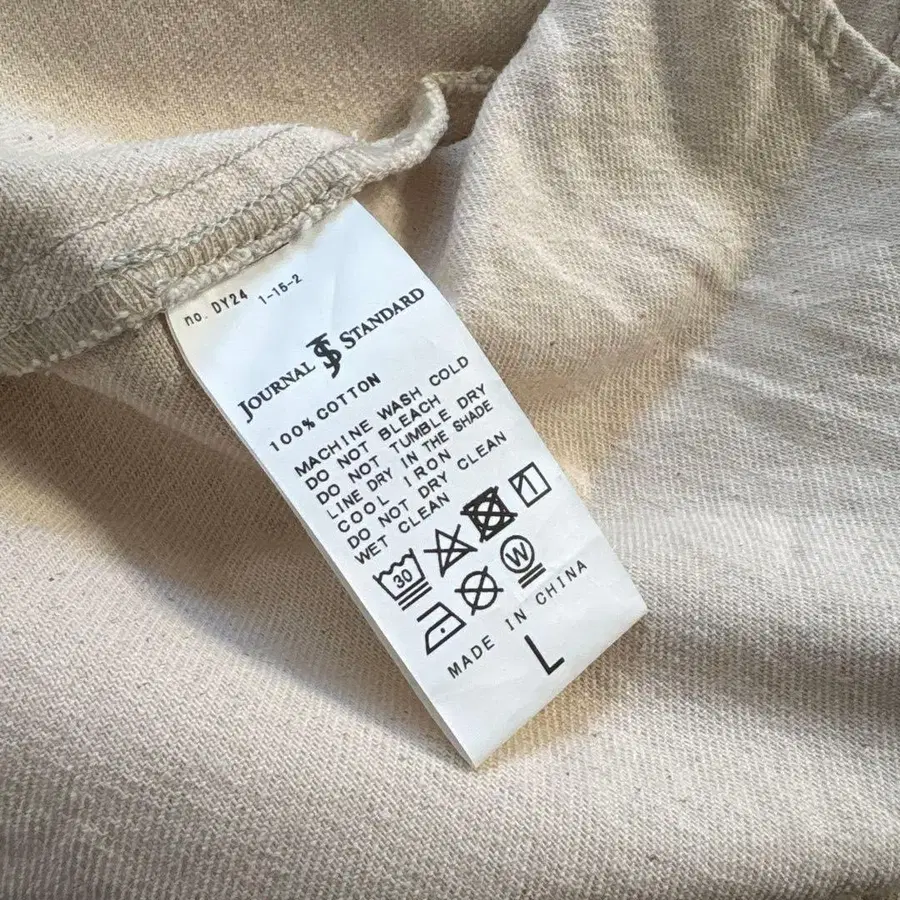 no. DY24 1-15-2
JOURNAL JS STANDARD
100% COTTON
MACHINE WASH COLD
DO NOT BLEACH
DO NOT TUMBLE DRY
LINE DRY IN THE SHADE
COOL IRON
DO NOT DRY CLEAN
WET CLEAN
30
W
MADE IN CHINA
L